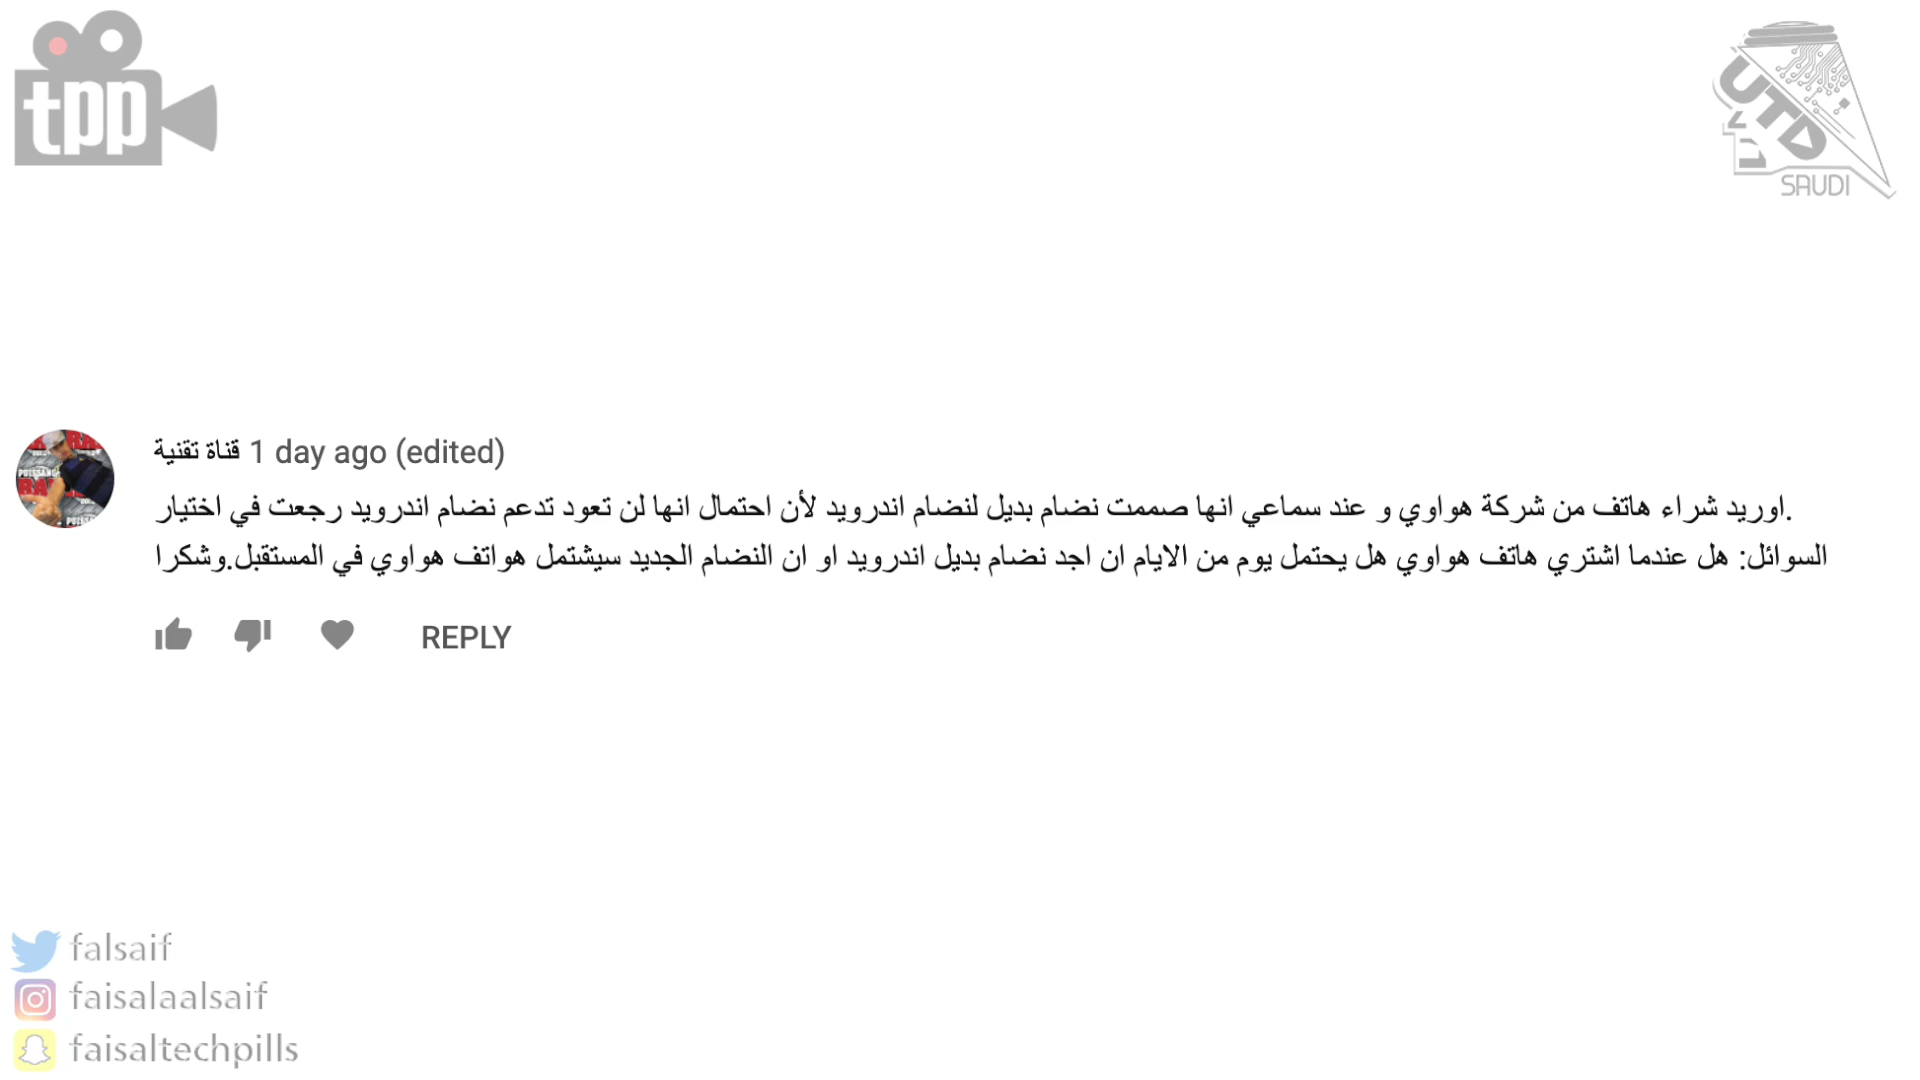 tpp
UTD
SAUDI
قناة تقنية 1 day ago (edited)
اوريد شراء هاتف من شركة هواوي و عند سماعي انها صممت نضام بديل لنضام اندرويد لأن احتمال انها لن تعود تدعم نضام اندرويد رجعت في اختيار.
السوائل: هل عندما اشتري هاتف هواوي هل يحتمل يوم من الايام ان اجد نضام بديل اندرويد او ان النضام الجديد سيشتمل هواتف هواوي في المستقبل.وشكرا
REPLY
falsaif
faisalaalsaif
faisaltechpills